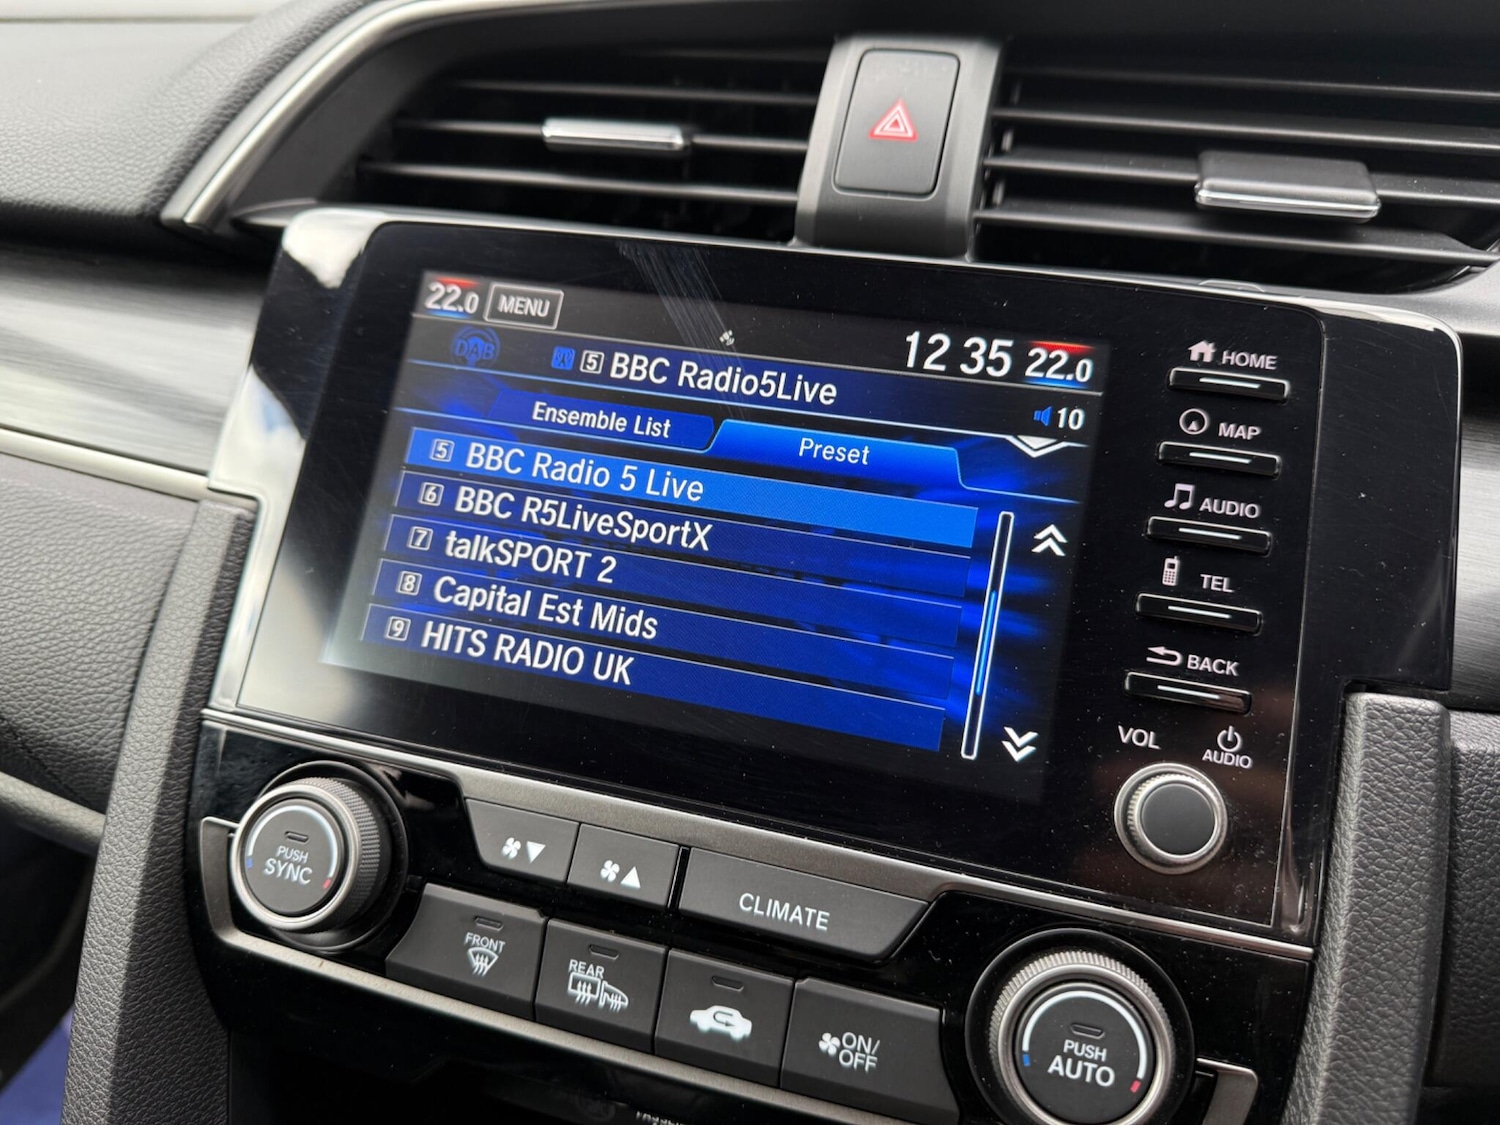 22.0 MENU
12 35 22.0
DAB
5 BBC Radio5Live
10
Ensemble List
Preset
5 BBC Radio 5 Live
6 BBC R5LiveSportX
7 talkSPORT 2
8 Capital Est Mids
9 HITS RADIO UK
HOME
MAP
AUDIO
TEL
BACK
VOL
AUDIO
PUSH
SYNC
CLIMATE
FRONT
REAR
ON/
OFF
PUSH
AUTO